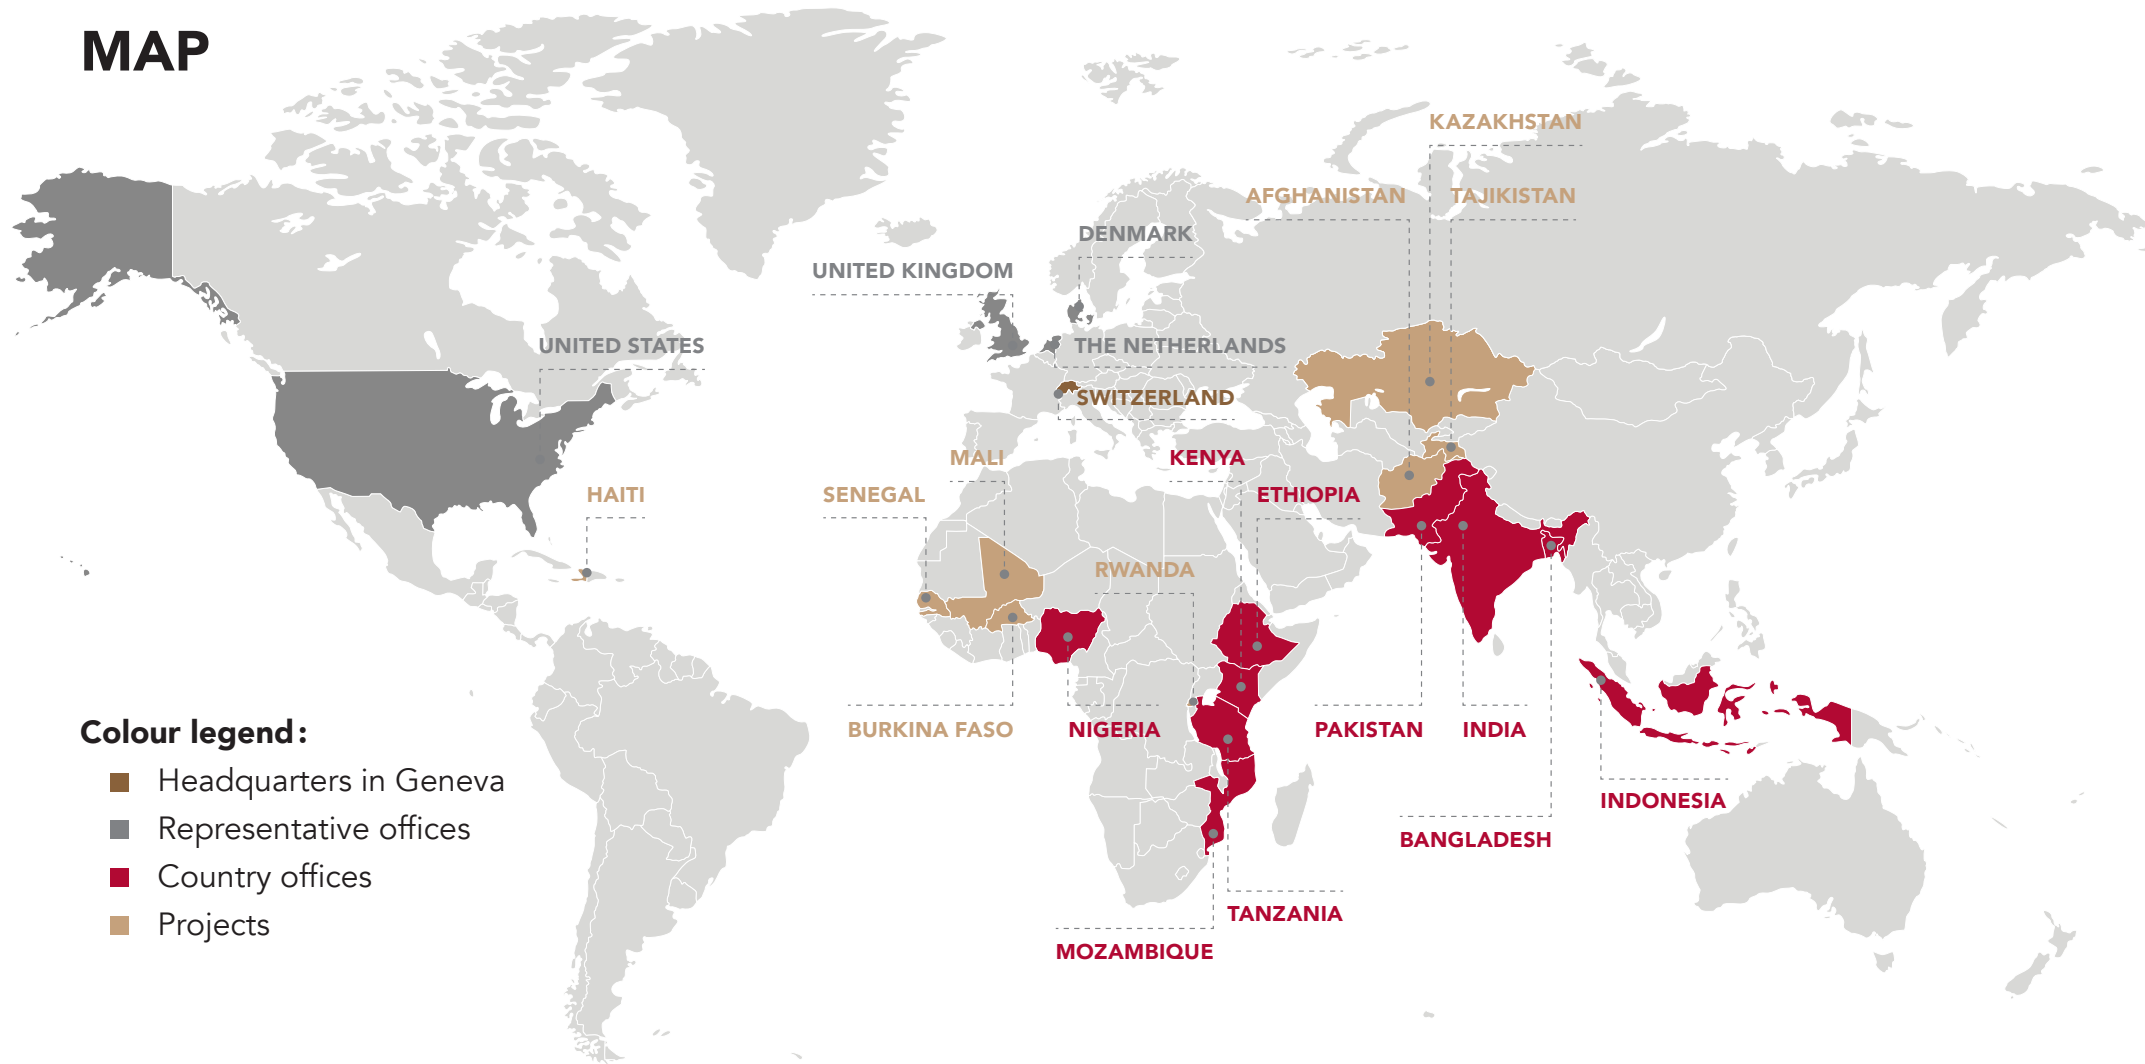 MAP
KAZAKHSTAN
AFGHANISTAN
TAJIKISTAN
DENMARK
UNITED KINGDOM
UNITED STATES
THE NETHERLANDS
SWITZERLAND
MALI
KENYA
HAITI
SENEGAL
ETHIOPIA
RWANDA
BURKINA FASO
NIGERIA
PAKISTAN
INDIA
INDONESIA
BANGLADESH
TANZANIA
MOZAMBIQUE
Colour legend:
Headquarters in Geneva
Representative offices
Country offices
Projects